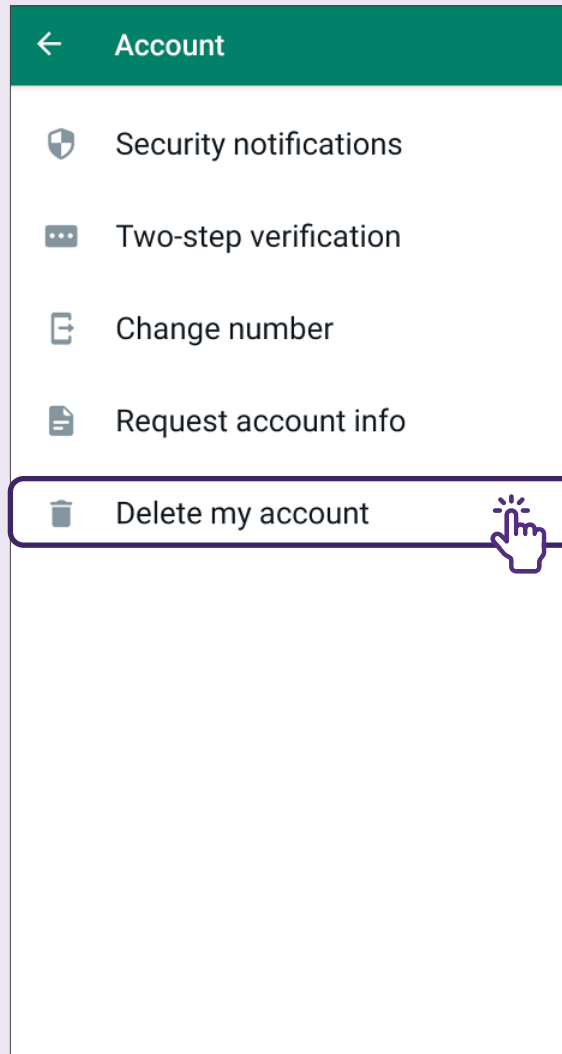 Account
Security notifications
Two-step verification
Change number
Request account info
Delete my account